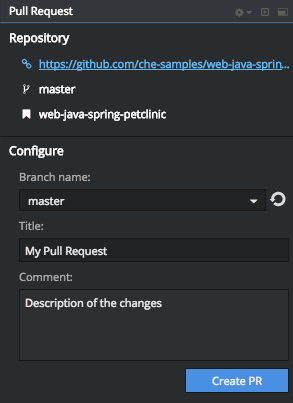 Pull Request
Repository
https://github.com/che-samples/web-java-sprin...
master
web-java-spring-petclinic
Configure
Branch name:
master
Title:
My Pull Request
Comment:
Description of the changes
Create PR